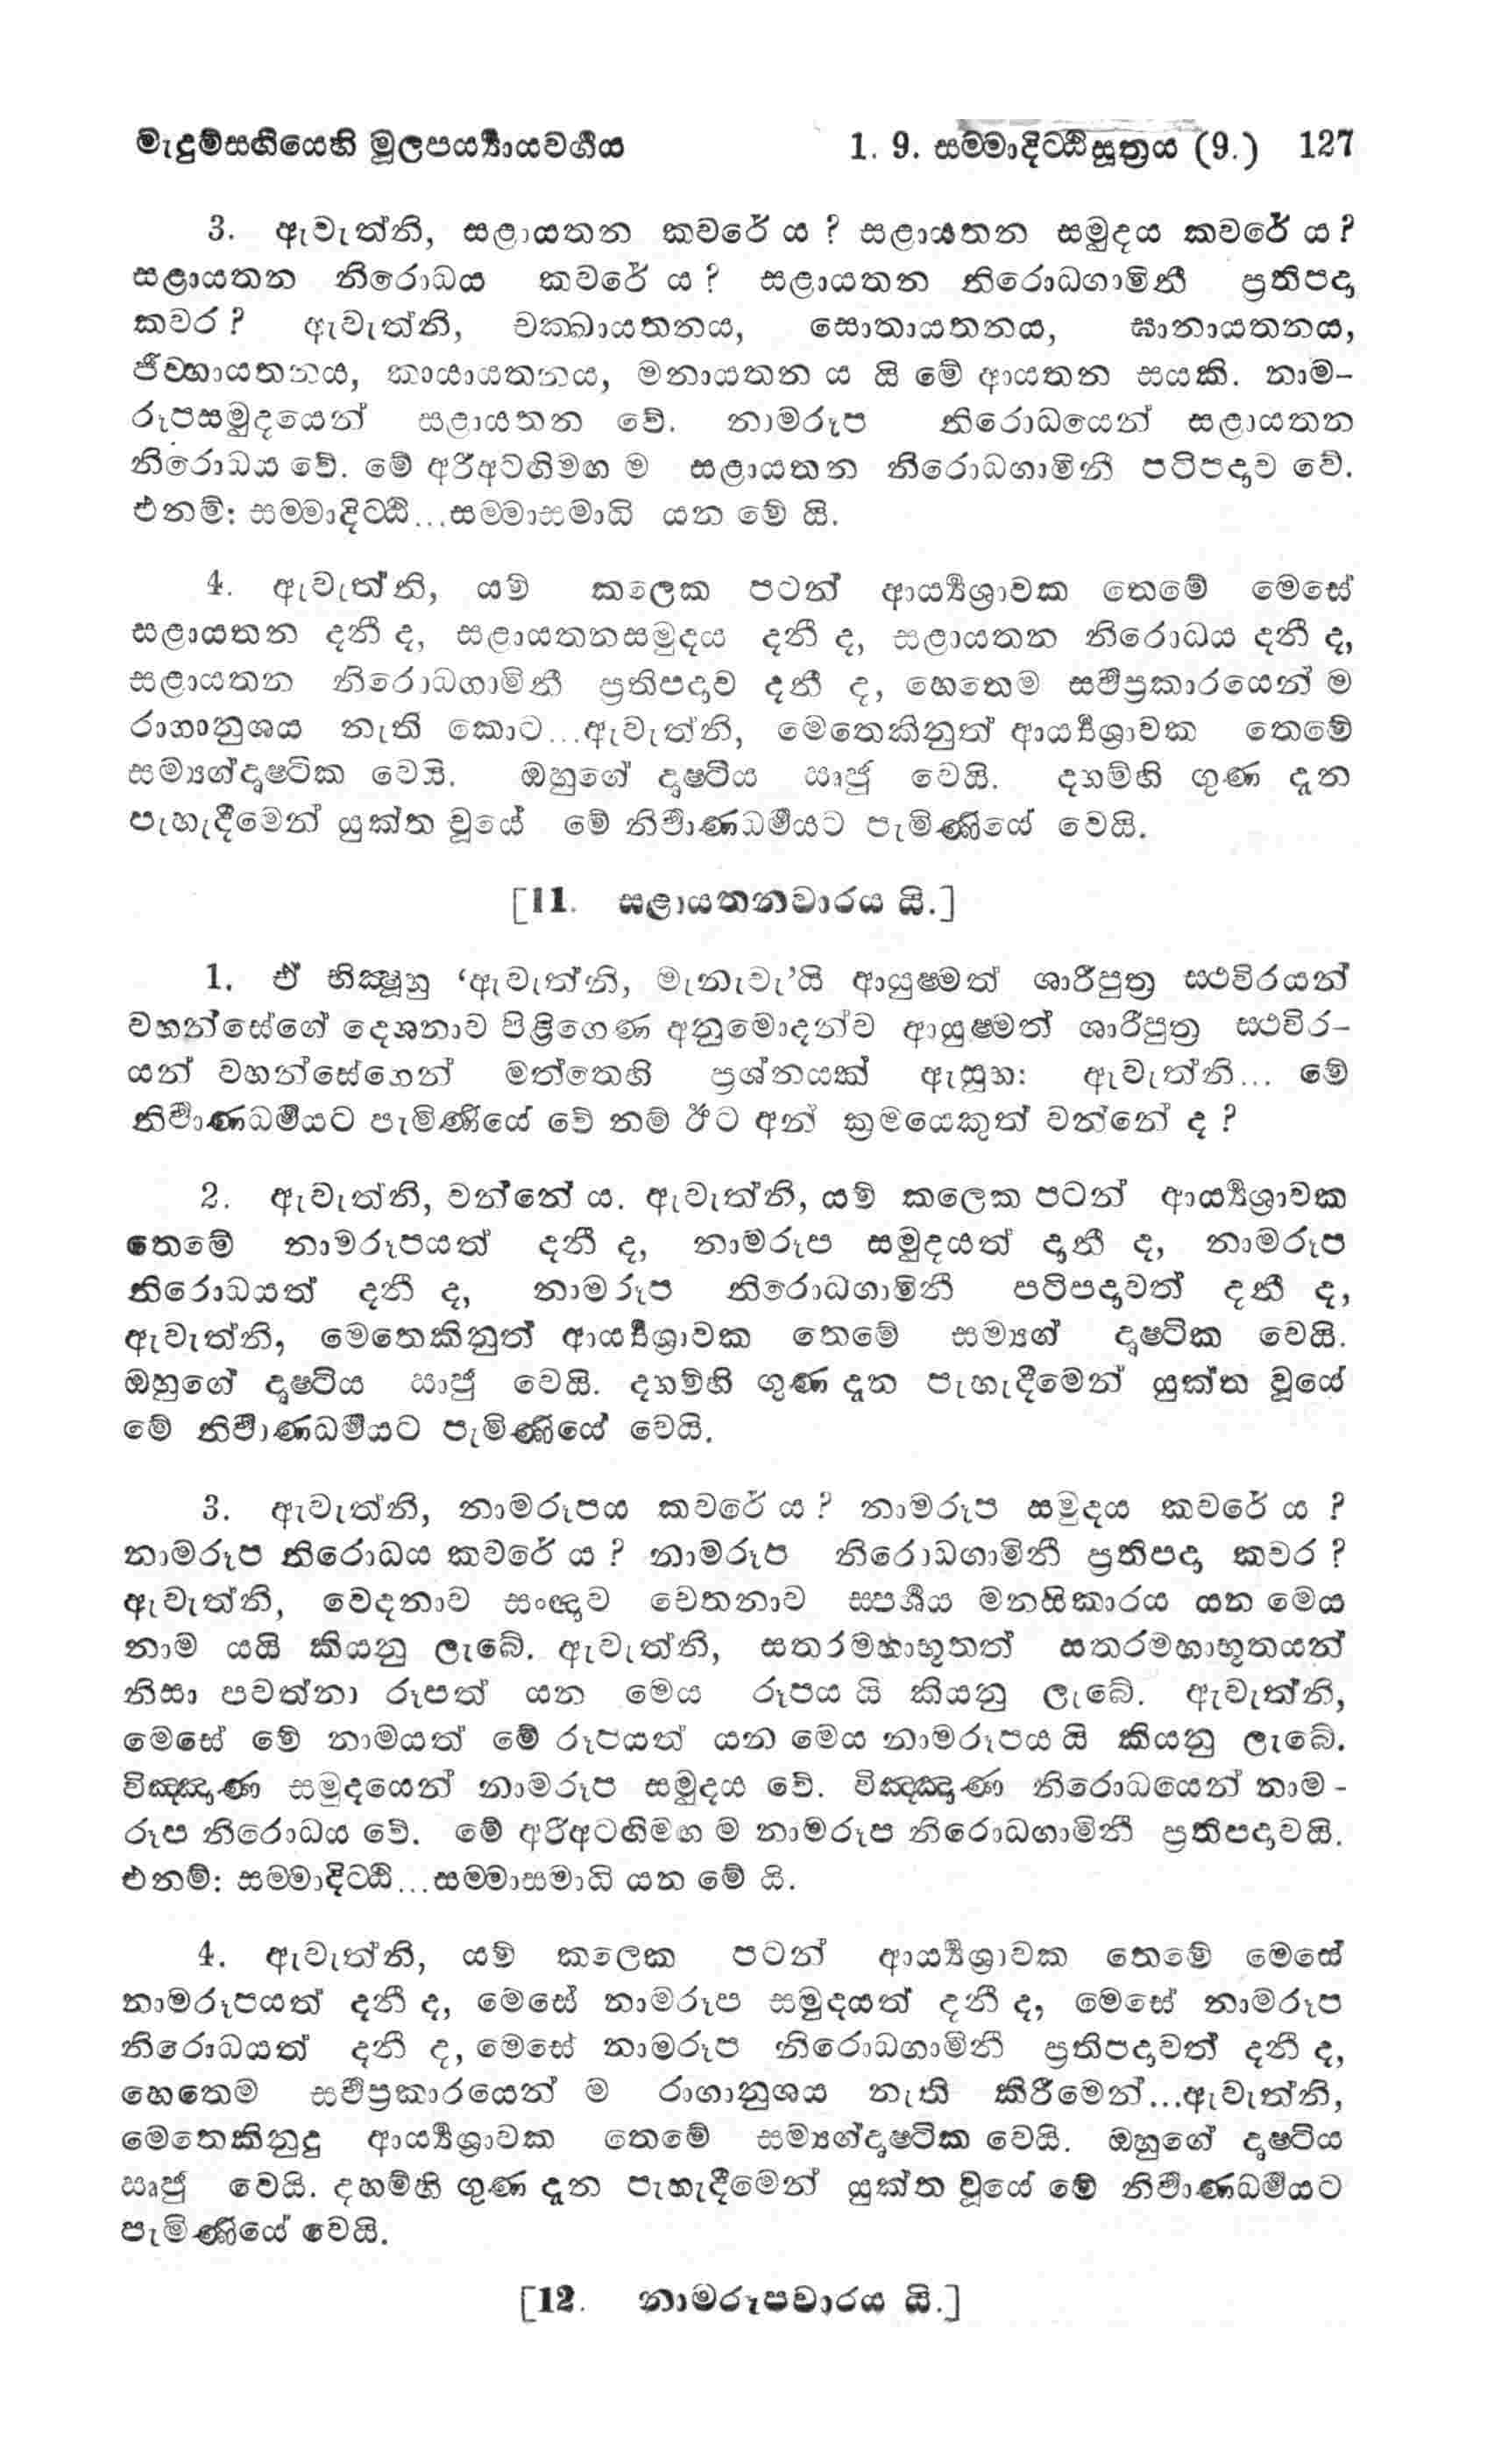 මැදුම්සඟියෙහි මූලපර්‍ය්‍යායවර්‍ගය 1. 9. සම්මාදිට්ඨිසූත්‍රය (9.) 127
3. ඇවැත්නි, සළායතන කවරේ ය ? සළායතන සමුදය කවරේ ය ?
සළායතන නිරොධය කවරේ ය ? සළායතන නිරොධගාමිනී ප්‍රතිපදා
කවර ? ඇවැත්නි, චක්ඛායතනය, සොතායතනය, ඝානායතනය,
ජිව්හායතනය, කායායතනය, මනායතන ය යි මේ ආයතන සයකි. නාම-
රූපසමුදයෙන් සළායතන වේ. නාමරූප නිරොධයෙන් සළායතන
නිරොධය වේ. මේ අරිඅටඟිමඟ ම සළායතන නිරොධගාමිනී පටිපදාව වේ.
එනම්: සම්මාදිට්ඨි...සම්මාසමාධි යන මේ යි.
4. ඇවැත්නි, යම් කලෙක පටන් ආර්‍ය්‍යශ්‍රාවක තෙමේ මෙසේ
සළායතන දනී ද, සළායතනසමුදය දනී ද, සළායතන නිරොධය දනී ද,
සළායතන නිරොධගාමිනී ප්‍රතිපදාව දනී ද, හෙතෙම සර්‍වප්‍රකාරයෙන් ම
රාගානුශය නැති කොට...ඇවැත්නි, මෙතෙකිනුත් ආර්‍ය්‍යශ්‍රාවක තෙමේ
සම්‍යග්දෘෂ්ටික වෙයි. ඔහුගේ දෘෂ්ටිය ඍජු වෙයි. දහම්හි ගුණ දැන
පැහැදීමෙන් යුක්ත වූයේ මේ නිර්‍වාණධර්‍මයට පැමිණියේ වෙයි.
[11. සළායතනවාරය යි.]
1. ඒ භික්ෂූහු ‘ඇවැත්නි, මැනැවැ’යි ආයුෂ්මත් ශාරිපුත්‍ර ස්ථවිරයන්
වහන්සේගේ දෙශනාව පිළිගෙණ අනුමොදන්ව ආයුෂ්මත් ශාරිපුත්‍ර ස්ථවිර-
යන් වහන්සේගෙන් මත්තෙහි ප්‍රශ්නයක් ඇසූහ: ඇවැත්නි... මේ
නිර්‍වාණධර්‍මයට පැමිණියේ වේ නම් ඊට අන් ක්‍රමයෙකුත් වන්නේ ද ?
2. ඇවැත්නි, වන්නේ ය. ඇවැත්නි, යම් කලෙක පටන් ආර්‍ය්‍යශ්‍රාවක
තෙමේ නාමරූපයත් දනී ද, නාමරූප සමුදයත් දනී ද, නාමරූප
නිරොධයත් දනී ද, නාමරූප නිරොධගාමිනී පටිපදාවත් දනී ද,
ඇවැත්නි, මෙතෙකිනුත් ආර්‍ය්‍යශ්‍රාවක තෙමේ සම්‍යග් දෘෂ්ටික වෙයි.
ඔහුගේ දෘෂ්ටිය ඍජු වෙයි. දහම්හි ගුණ දැන පැහැදීමෙන් යුක්ත වූයේ
මේ නිර්‍වාණධර්‍මයට පැමිණියේ වෙයි.
3. ඇවැත්නි, නාමරූපය කවරේ ය ? නාමරූප සමුදය කවරේ ය ?
නාමරූප නිරොධය කවරේ ය ? නාමරූප නිරොධගාමිනී ප්‍රතිපදා කවර ?
ඇවැත්නි, වෙදනාව සංඥාව චෙතනාව ස්පර්‍ශය මනසිකාරය යන මෙය
නාම යයි කියනු ලැබේ. ඇවැත්නි, සතරමහාභූතත් සතරමහාභූතයන්
නිසා පවත්නා රූපත් යන මෙය රූපය යි කියනු ලැබේ. ඇවැත්නි,
මෙසේ මේ නාමයත් මේ රූපයත් යන මෙය නාමරූපය යි කියනු ලැබේ.
විඤ්ඤාණ සමුදයෙන් නාමරූප සමුදය වේ. විඤ්ඤාණ නිරොධයෙන් නාම-
රූප නිරොධය වේ. මේ අරිඅටඟිමඟ ම නාමරූප නිරොධගාමිනී ප්‍රතිපදාවයි.
එනම්: සම්මාදිට්ඨි...සම්මාසමාධි යන මේ යි.
4. ඇවැත්නි, යම් කලෙක පටන් ආර්‍ය්‍යශ්‍රාවක තෙමේ මෙසේ
නාමරූපයත් දනී ද, මෙසේ නාමරූප සමුදයත් දනී ද, මෙසේ නාමරූප
නිරොධයත් දනී ද, මෙසේ නාමරූප නිරොධගාමිනී ප්‍රතිපදාවත් දනී ද,
හෙතෙම සර්‍වප්‍රකාරයෙන් ම රාගානුශය නැති කිරීමෙන්...ඇවැත්නි,
මෙතෙකිනුදු ආර්‍ය්‍යශ්‍රාවක තෙමේ සම්‍යග්දෘෂ්ටික වෙයි. ඔහුගේ දෘෂ්ටිය
ඍජු වෙයි. දහම්හි ගුණ දැන පැහැදීමෙන් යුක්ත වූයේ මේ නිර්‍වාණධර්‍මයට
පැමිණියේ වෙයි.
[12. නාමරූපවාරය යි.]